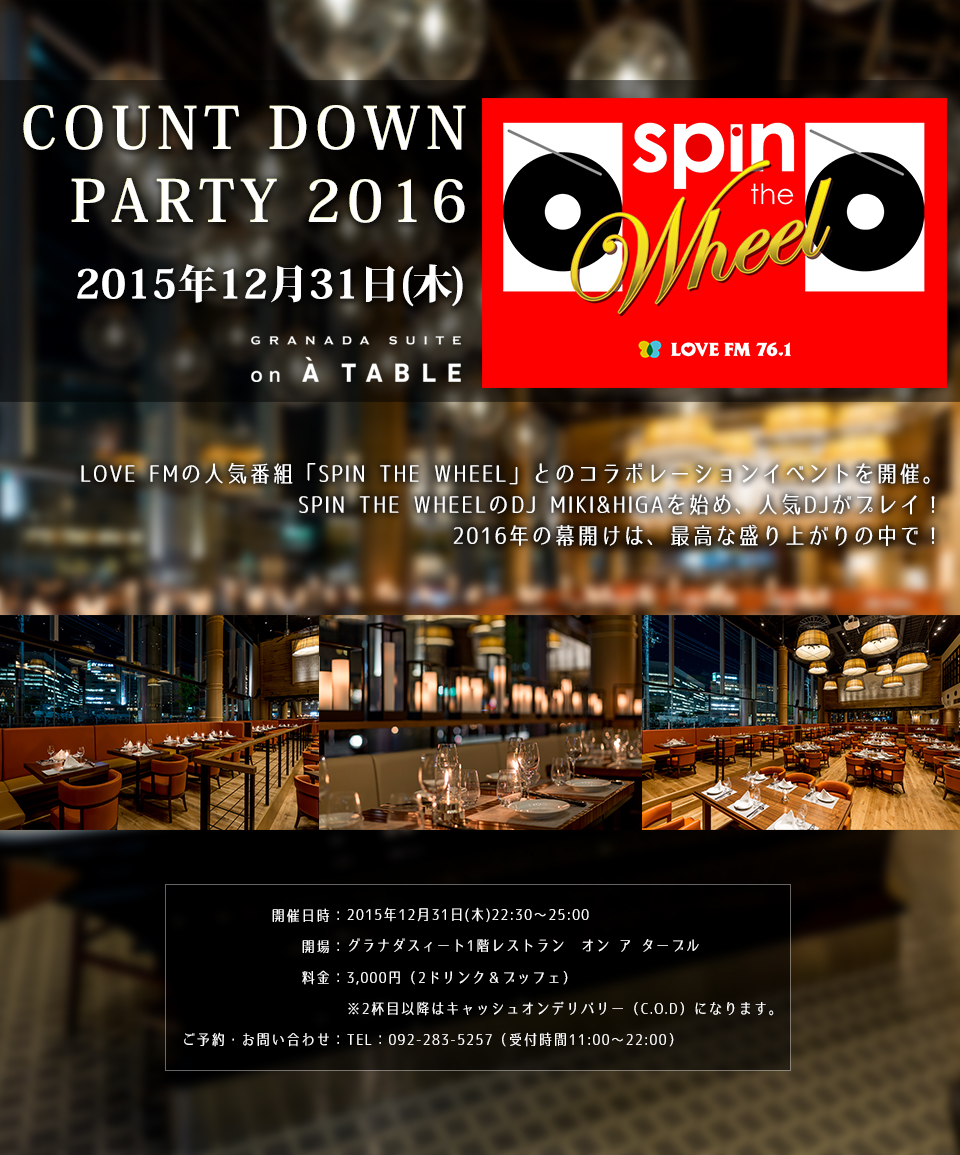 COUNT DOWN
PARTY 2016
2015年12月31日(木)
GRANADA SUITE
on À TABLE
spin
the
Wheel
LOVE FM 76.1
LOVE FMの人気番組「SPIN THE WHEEL」とのコラボレーションイベントを開催。
SPIN THE WHEELのDJ MIKI&HIGAを始め、人気DJがプレイ！
2016年の幕開けは、最高な盛り上がりの中で！
開催日時：2015年12月31日(木)22:30～25:00
開場：グラナダスィート1階レストラン　オン ア ターブル
料金：3,000円（2ドリンク＆ブッフェ）
※2杯目以降はキャッシュオンデリバリー（C.O.D）になります。
ご予約・お問い合わせ：TEL：092-283-5257（受付時間11:00～22:00）